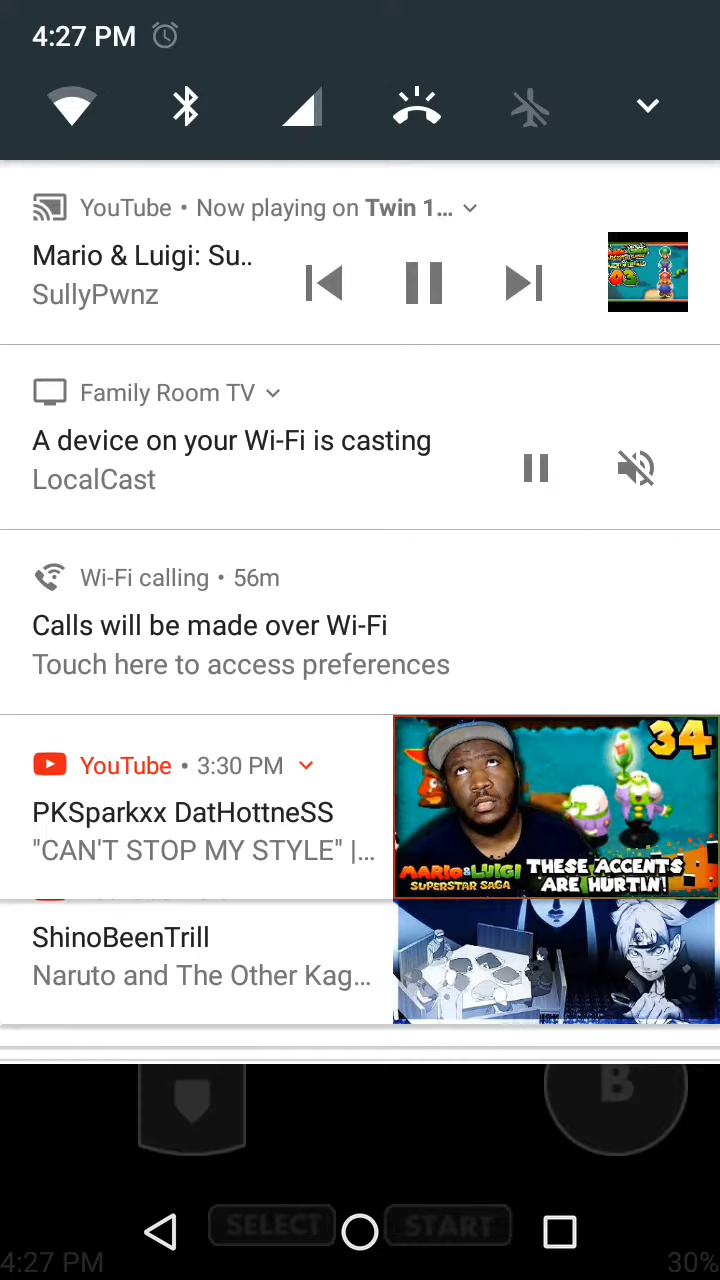 4:27 PM
YouTube • Now playing on Twin 1...
Mario & Luigi: Su..
SullyPwnz
03
Family Room TV
A device on your Wi-Fi is casting
LocalCast
Wi-Fi calling • 56m
Calls will be made over Wi-Fi
Touch here to access preferences
YouTube • 3:30 PM
PKSparkxx DatHottneSS
"CAN'T STOP MY STYLE" |...
34
MARIO & LUIGI
SUPERSTAR SAGA
THESE ACCENTS
ARE HURTIN'!
ShinoBeenTrill
Naruto and The Other Kag...
B
SELECT
START
4:27 PM
30%